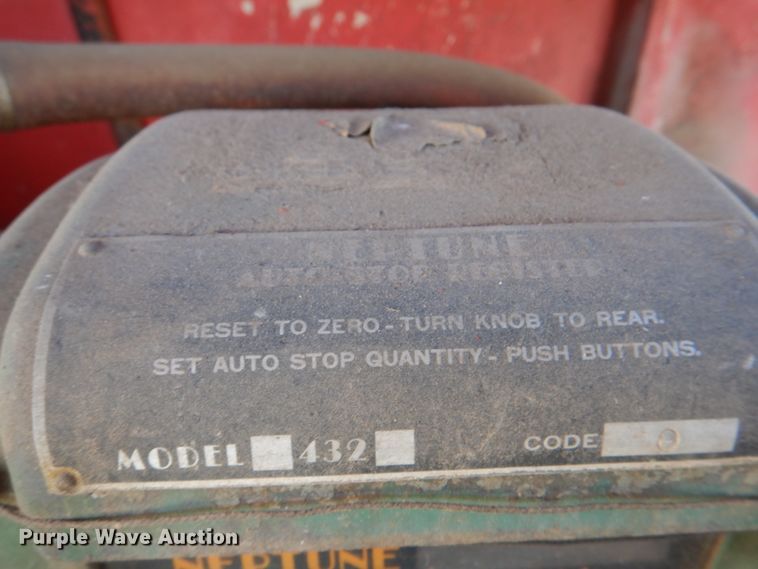 NEPTUNE
AUTO-STOP REGISTER
RESET TO ZERO - TURN KNOB TO REAR.
SET AUTO STOP QUANTITY - PUSH BUTTONS.
MODEL 432 CODE
Purple Wave Auction
NEPTUNE